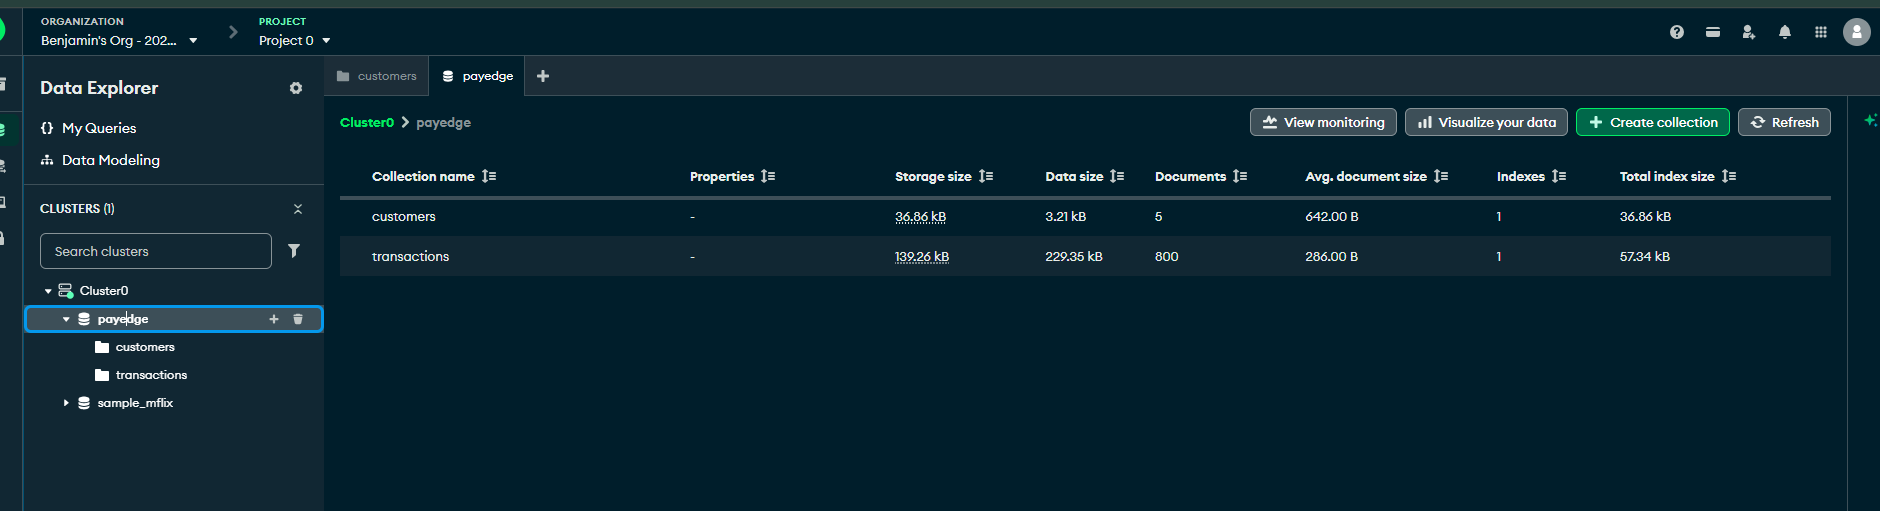 ORGANIZATION
Benjamin's Org - 202...
PROJECT
Project 0
Data Explorer
{} My Queries
Data Modeling
CLUSTERS (1)
Search clusters
Cluster0
payedge
customers
transactions
sample_mflix
customers
payedge
Cluster0 > payedge
View monitoring
Visualize your data
+ Create collection
Refresh
Collection name Properties Storage size Data size Documents Avg. document size Indexes Total index size
customers - 36.86 kB 3.21 kB 5 642.00 B 1 36.86 kB
transactions - 139.26 kB 229.35 kB 800 286.00 B 1 57.34 kB